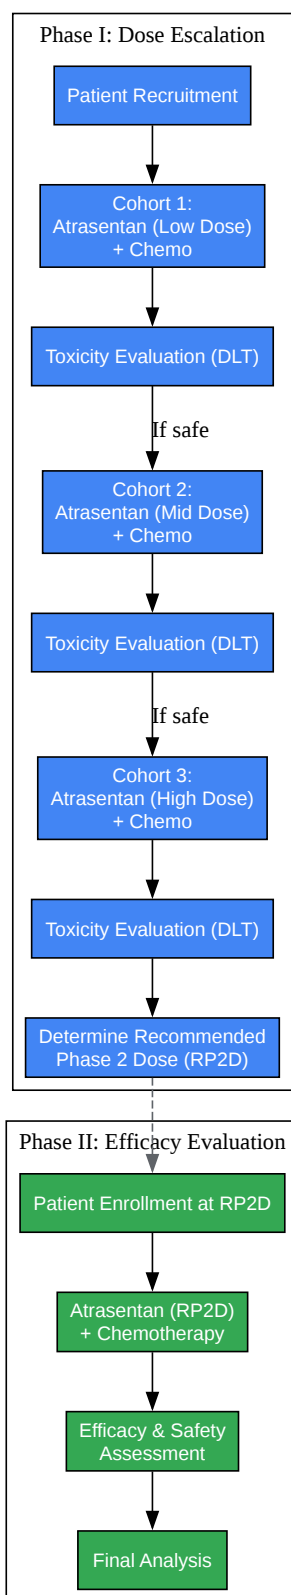 Phase I: Dose Escalation
Patient Recruitment
Cohort 1:
Atrasentan (Low Dose)
+ Chemo
Toxicity Evaluation (DLT)
If safe
Cohort 2:
Atrasentan (Mid Dose)
+ Chemo
Toxicity Evaluation (DLT)
If safe
Cohort 3:
Atrasentan (High Dose)
+ Chemo
Toxicity Evaluation (DLT)
Determine Recommended
Phase 2 Dose (RP2D)
Phase II: Efficacy Evaluation
Patient Enrollment at RP2D
Atrasentan (RP2D)
+ Chemotherapy
Efficacy & Safety
Assessment
Final Analysis